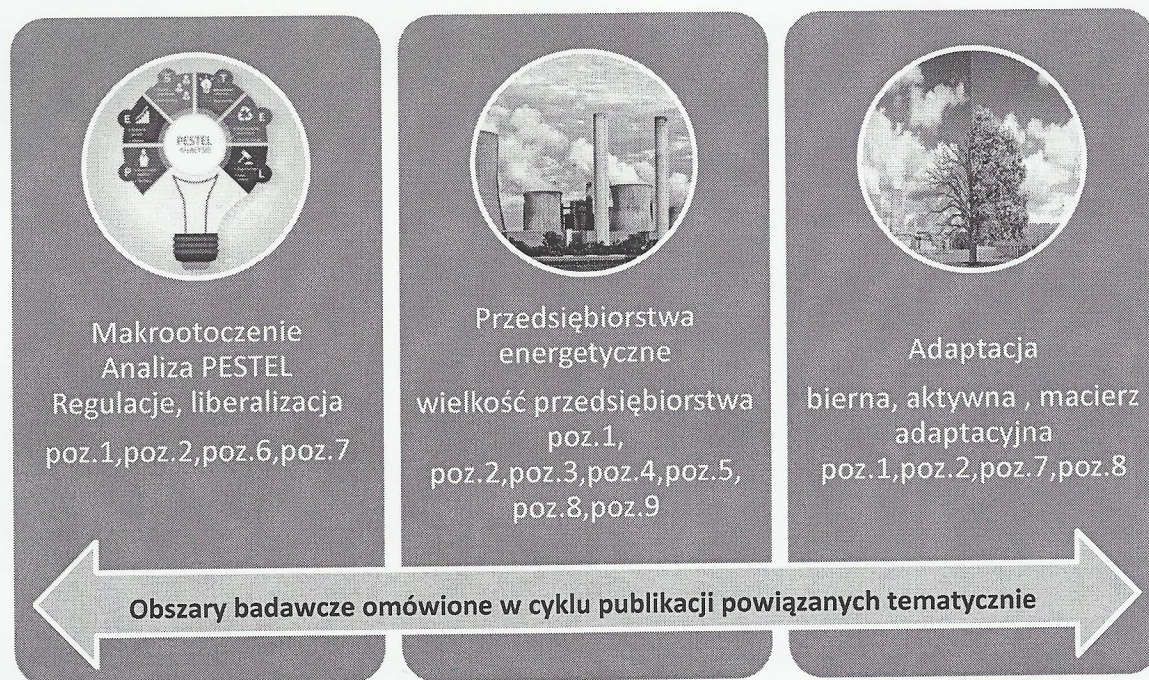 S
T
E
E
P
L
PESTEL
Makrootoczenie
Analiza PESTEL
Regulacje, liberalizacja
poz.1,poz.2,poz.6,poz.7
Przedsiębiorstwa
energetyczne
wielkość przedsiębiorstwa
poz.1,
poz.2,poz.3,poz.4,poz.5,
poz.8,poz.9
Adaptacja
bierna, aktywna , macierz
adaptacyjna
poz.1,poz.2,poz.7,poz.8
Obszary badawcze omówione w cyklu publikacji powiązanych tematycznie